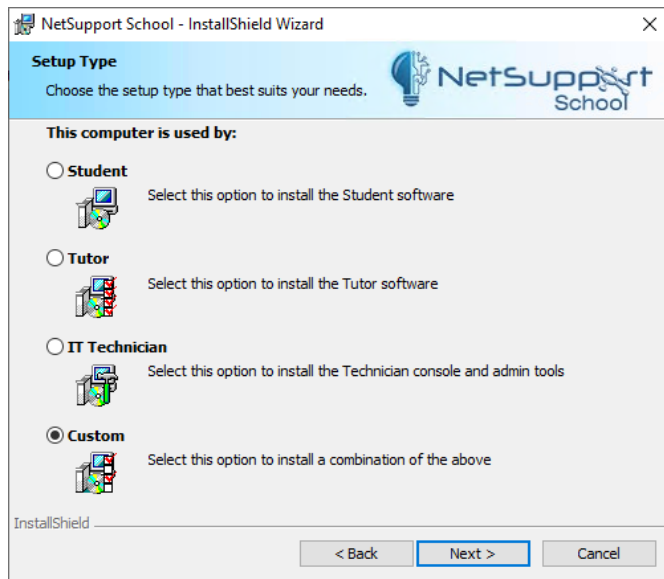 NetSupport School - InstallShield Wizard
Setup Type
Choose the setup type that best suits your needs.
NetSupport
School
This computer is used by:
Student
Select this option to install the Student software
Tutor
Select this option to install the Tutor software
IT Technician
Select this option to install the Technician console and admin tools
Custom
Select this option to install a combination of the above
InstallShield
< Back
Next >
Cancel